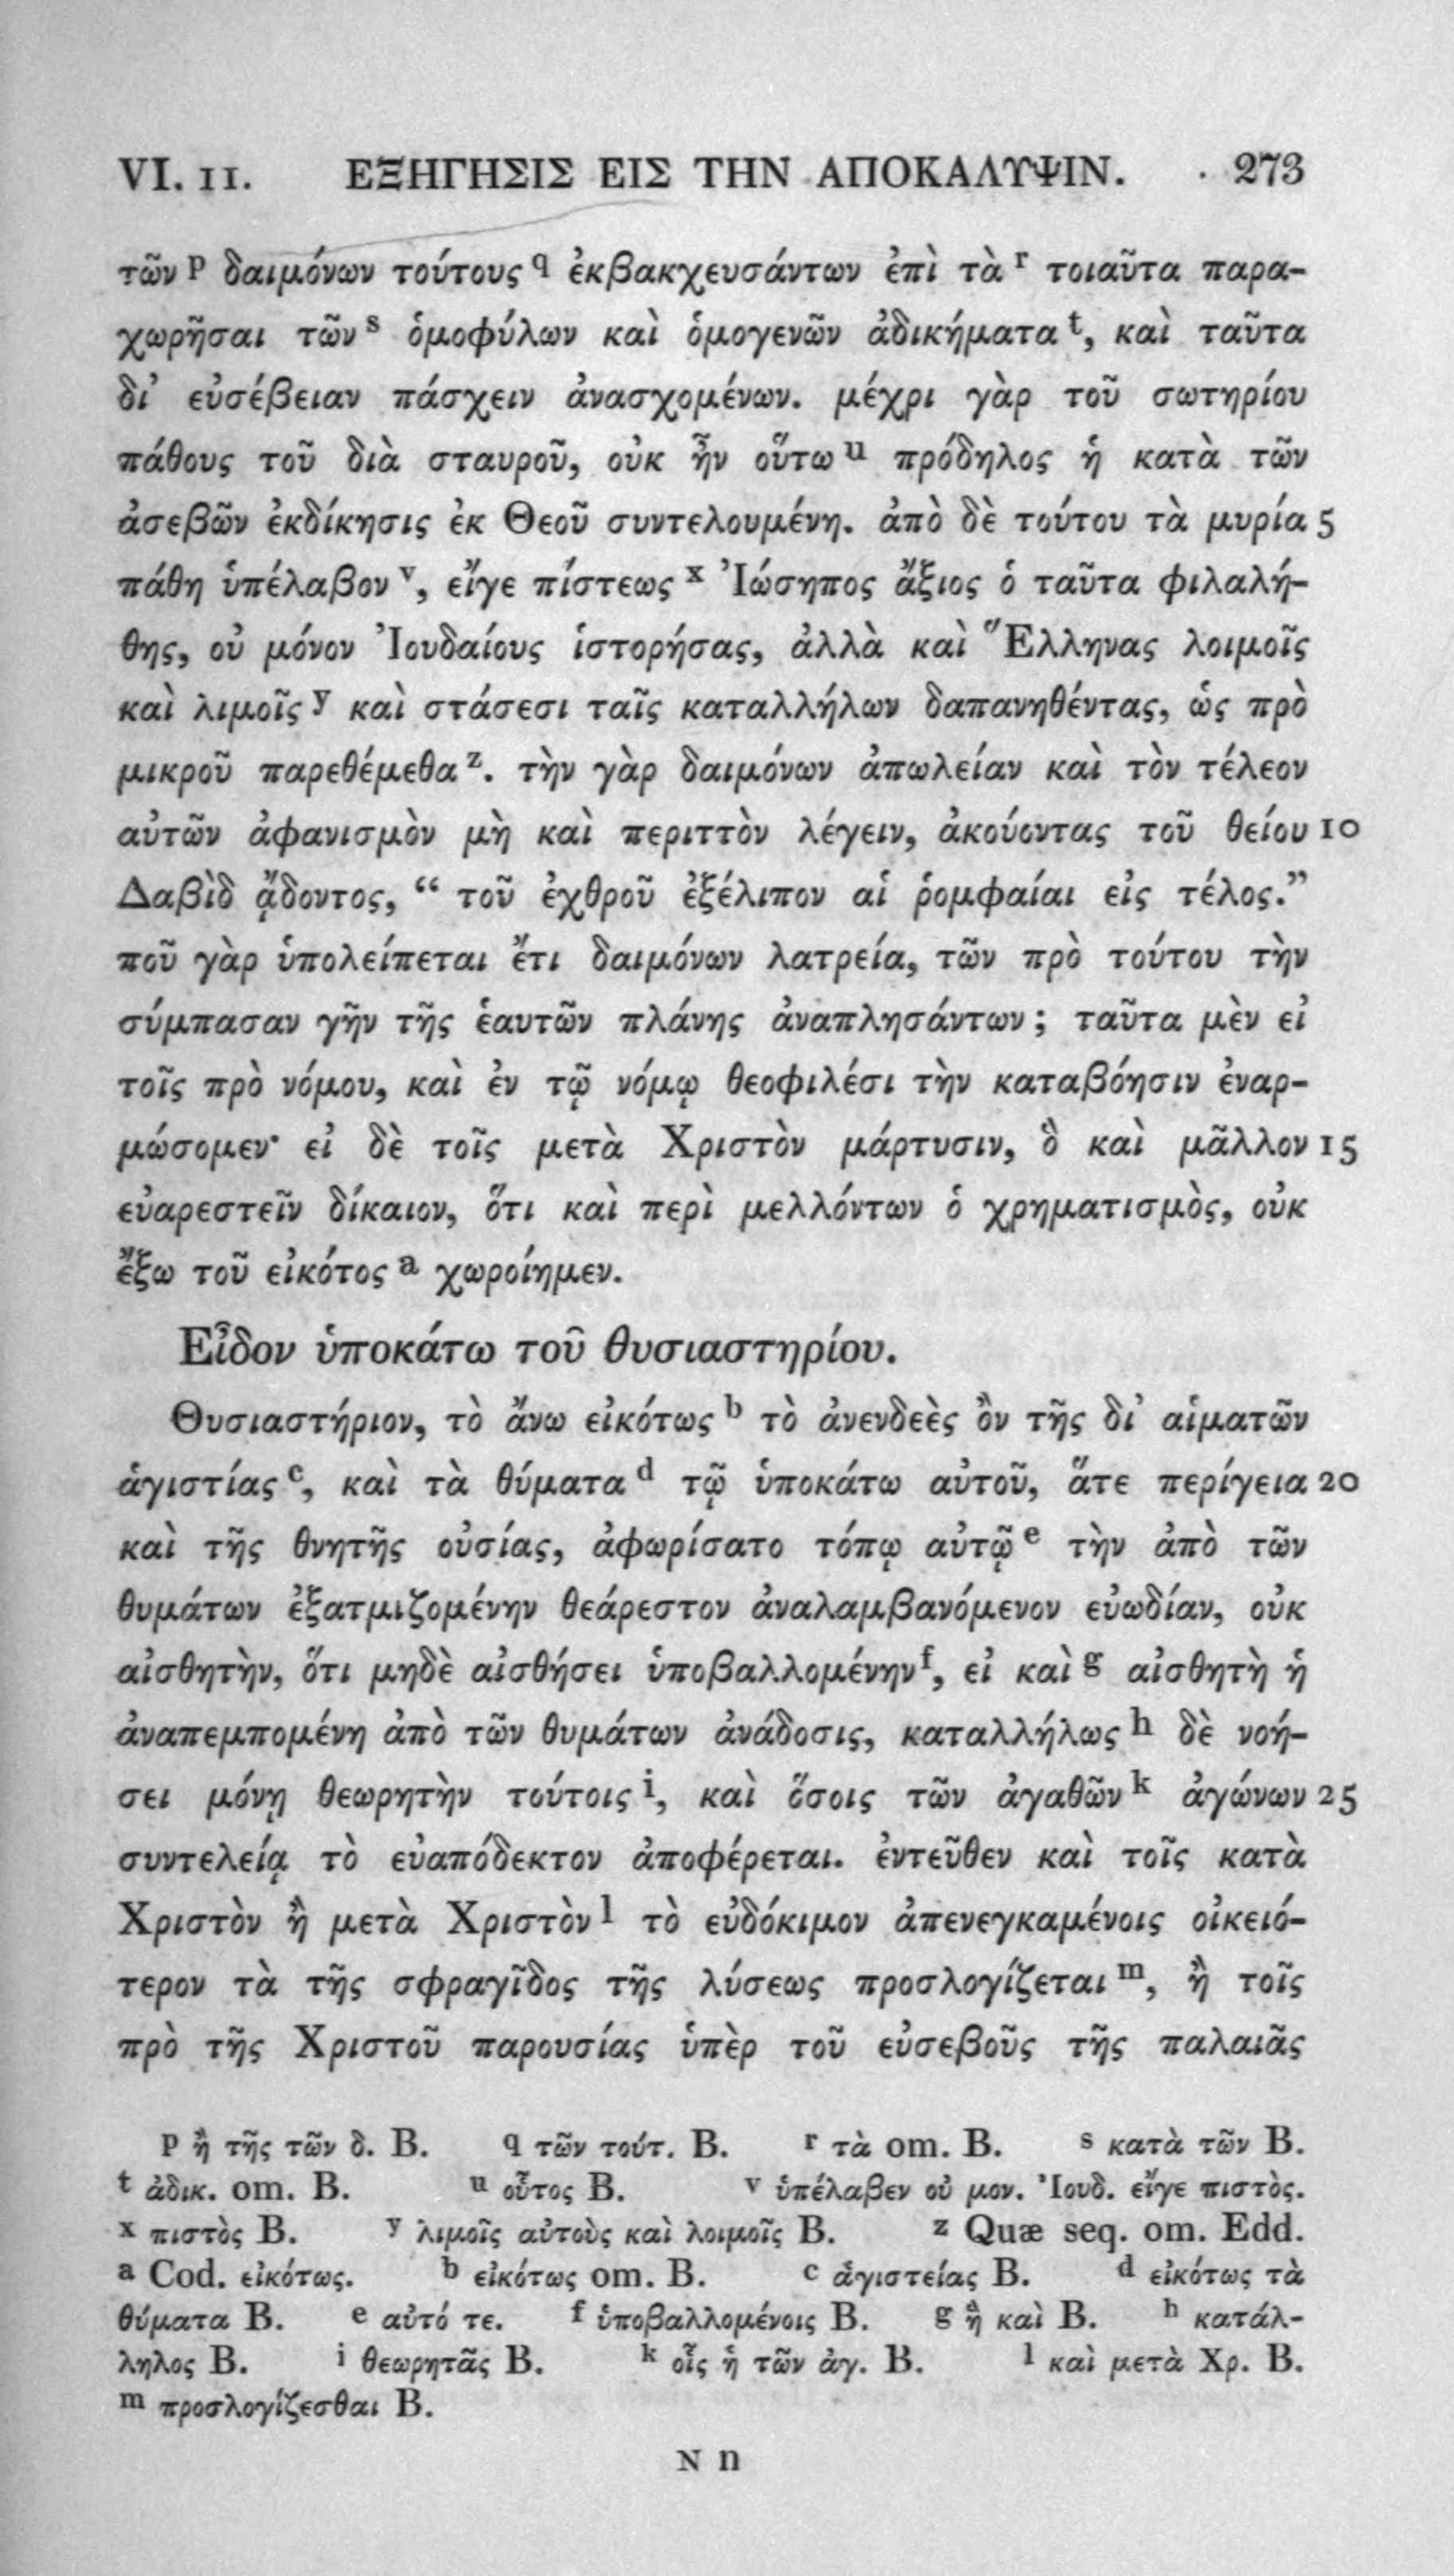 VI. 11. ΕΞΗΓΗΣΙΣ ΕΙΣ ΤΗΝ ΑΠΟΚΑΛΥΨΙΝ. 273
τῶν p δαιμόνων τούτους q ἐκβακχευσάντων ἐπὶ τὰ r τοιαῦτα παρα-
χωρῆσαι τῶν s ὁμοφύλων καὶ ὁμογενῶν ἀδικήματα t, καὶ ταῦτα
δι’ εὐσέβειαν πάσχειν ἀνασχομένων. μέχρι γὰρ τοῦ σωτηρίου
πάθους τοῦ διὰ σταυροῦ, οὐκ ἦν οὕτω u πρόδηλος ἡ κατὰ τῶν
ἀσεβῶν ἐκδίκησις ἐκ Θεοῦ συντελουμένη. ἀπὸ δὲ τούτου τὰ μυρία 5
πάθη ὑπέλαβον v, εἴγε πίστεως x Ἰώσηπος ἄξιος ὁ ταῦτα φιλαλή-
θης, οὐ μόνον Ἰουδαίους ἱστορήσας, ἀλλὰ καὶ Ἕλληνας λοιμοῖς
καὶ λιμοῖς y καὶ στάσεσι ταῖς καταλλήλων δαπανηθέντας, ὡς πρὸ
μικροῦ παρεθέμεθα z. τὴν γὰρ δαιμόνων ἀπωλείαν καὶ τὸν τέλεον
αὐτῶν ἀφανισμὸν μὴ καὶ περιττὸν λέγειν, ἀκούοντας τοῦ θείου 10
Δαβὶδ ᾄδοντος, “ τοῦ ἐχθροῦ ἐξέλιπον αἱ ῥομφαίαι εἰς τέλος.”
ποῦ γὰρ ὑπολείπεται ἔτι δαιμόνων λατρεία, τῶν πρὸ τούτου τὴν
σύμπασαν γῆν τῆς ἑαυτῶν πλάνης ἀναπλησάντων ; ταῦτα μὲν εἰ
τοῖς πρὸ νόμου, καὶ ἐν τῷ νόμῳ θεοφιλέσι τὴν καταβόησιν ἐναρ-
μώσομεν· εἰ δὲ τοῖς μετὰ Χριστὸν μάρτυσιν, ὃ καὶ μᾶλλον 15
εὐαρεστεῖν δίκαιον, ὅτι καὶ περὶ μελλόντων ὁ χρηματισμὸς, οὐκ
ἔξω τοῦ εἰκότος a χωροίημεν.
Εἶδον ὑποκάτω τοῦ θυσιαστηρίου.
Θυσιαστήριον, τὸ ἄνω εἰκότως b τὸ ἀνενδεὲς ὂν τῆς δι’ αἱματῶν
ἁγιστίας c, καὶ τὰ θύματα d τῷ ὑποκάτω αὐτοῦ, ἅτε περίγεια 20
καὶ τῆς θνητῆς οὐσίας, ἀφωρίσατο τόπῳ αὐτῷ e τὴν ἀπὸ τῶν
θυμάτων ἐξατμιζομένην θεάρεστον ἀναλαμβανόμενον εὐωδίαν, οὐκ
αἰσθητὴν, ὅτι μηδὲ αἰσθήσει ὑποβαλλομένην f, εἰ καὶ g αἰσθητὴ ἡ
ἀναπεμπομένη ἀπὸ τῶν θυμάτων ἀνάδοσις, καταλλήλως h δὲ νοή-
σει μόνῃ θεωρητὴν τούτοις i, καὶ ὅσοις τῶν ἀγαθῶν k ἀγώνων 25
συντελείᾳ τὸ εὐαπόδεκτον ἀποφέρεται. ἐντεῦθεν καὶ τοῖς κατὰ
Χριστὸν ἢ μετὰ Χριστὸν l τὸ εὐδόκιμον ἀπενεγκαμένοις οἰκειό-
τερον τὰ τῆς σφραγῖδος τῆς λύσεως προσλογίζεται m, ἢ τοῖς
πρὸ τῆς Χριστοῦ παρουσίας ὑπὲρ τοῦ εὐσεβοῦς τῆς παλαιᾶς
p ἢ τῆς τῶν δ. B. q τῶν τούτ. B. r τὰ om. B. s κατὰ τῶν B.
t ἀδικ. om. B. u οὗτος B. v ὑπέλαβεν οὐ μον. Ἰουδ. εἴγε πιστὸς.
x πιστὸς B. y λιμοῖς αὐτοὺς καὶ λοιμοῖς B. z Quæ seq. om. Edd.
a Cod. εἰκότως. b εἰκότως om. B. c ἁγιστείας B. d εἰκότως τὰ
θύματα B. e αὐτό τε. f ὑποβαλλομένοις B. g ἢ καὶ B. h κατάλ-
ληλος B. i θεωρητᾶς B. k οἷς ἡ τῶν ἀγ. B. l καὶ μετὰ Χρ. B.
m προσλογίζεσθαι B.
N n